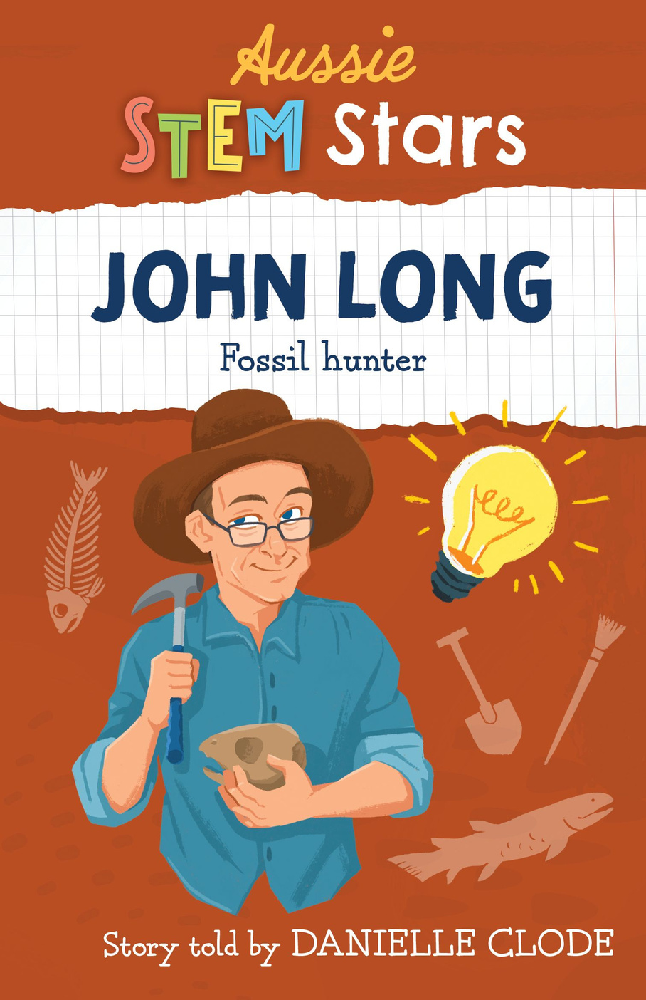 Aussie
STEM Stars
JOHN LONG
Fossil hunter
Story told by DANIELLE CLODE